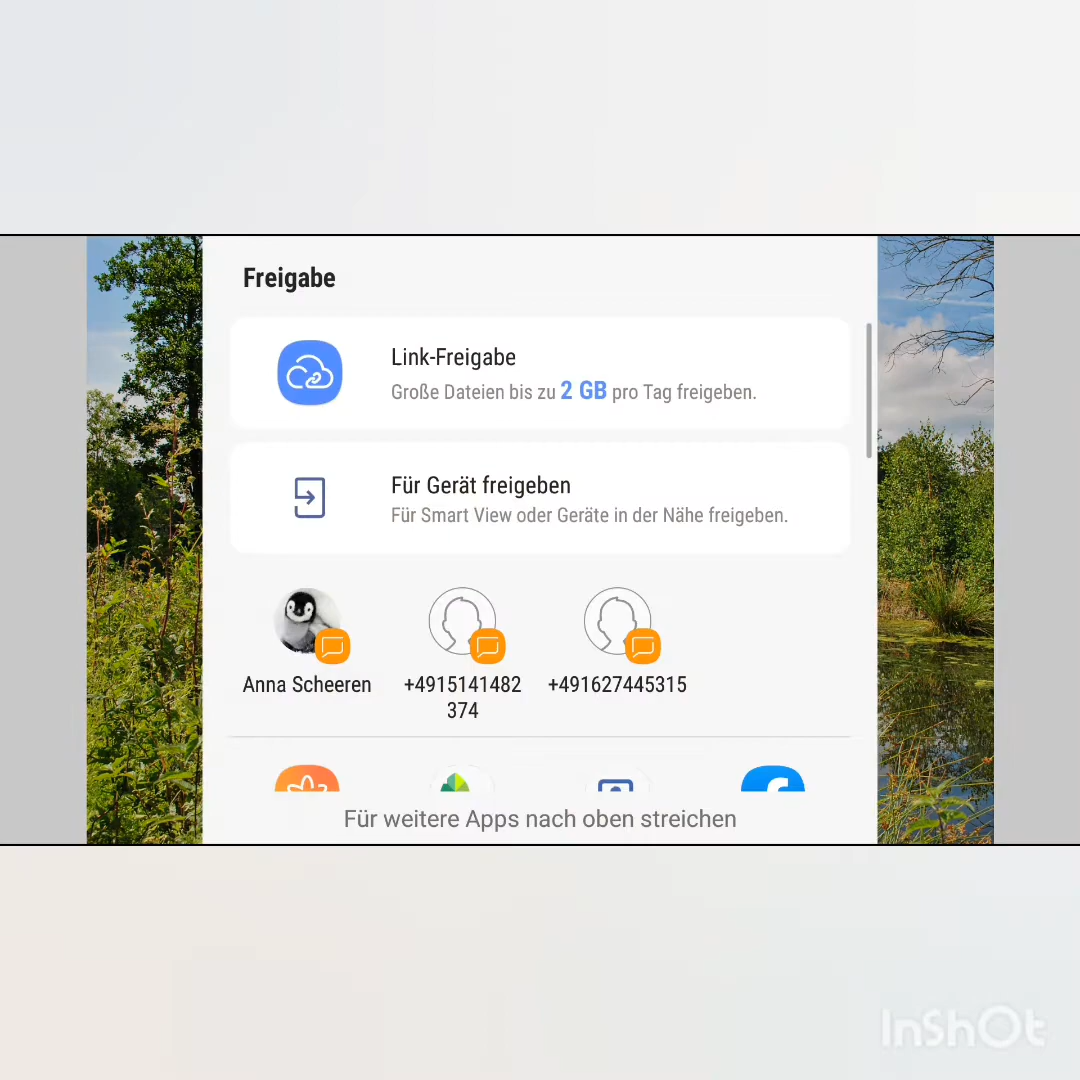 Freigabe
Link-Freigabe
Große Dateien bis zu 2 GB pro Tag freigeben.
Für Gerät freigeben
Für Smart View oder Geräte in der Nähe freigeben.
Anna Scheeren
+4915141482
374
+491627445315
Für weitere Apps nach oben streichen
InShOt